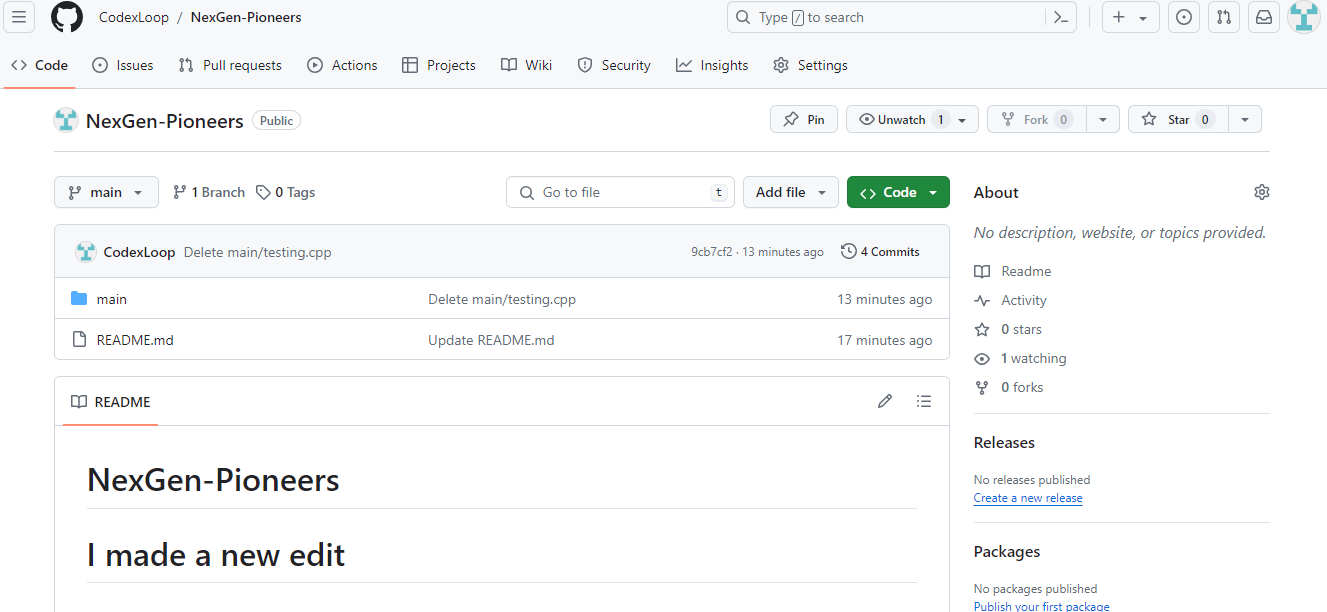 CodexLoop / NexGen-Pioneers
Type / to search
Code Issues Pull requests Actions Projects Wiki Security Insights Settings
NexGen-Pioneers Public
Pin Unwatch 1 Fork 0 Star 0
main 1 Branch 0 Tags Go to file t Add file Code
CodexLoop Delete main/testing.cpp 9cb7cf2 · 13 minutes ago 4 Commits
main Delete main/testing.cpp 13 minutes ago
README.md Update README.md 17 minutes ago
README
NexGen-Pioneers
I made a new edit
About
No description, website, or topics provided.
Readme
Activity
0 stars
1 watching
0 forks
Releases
No releases published
Create a new release
Packages
No packages published
Publish your first package